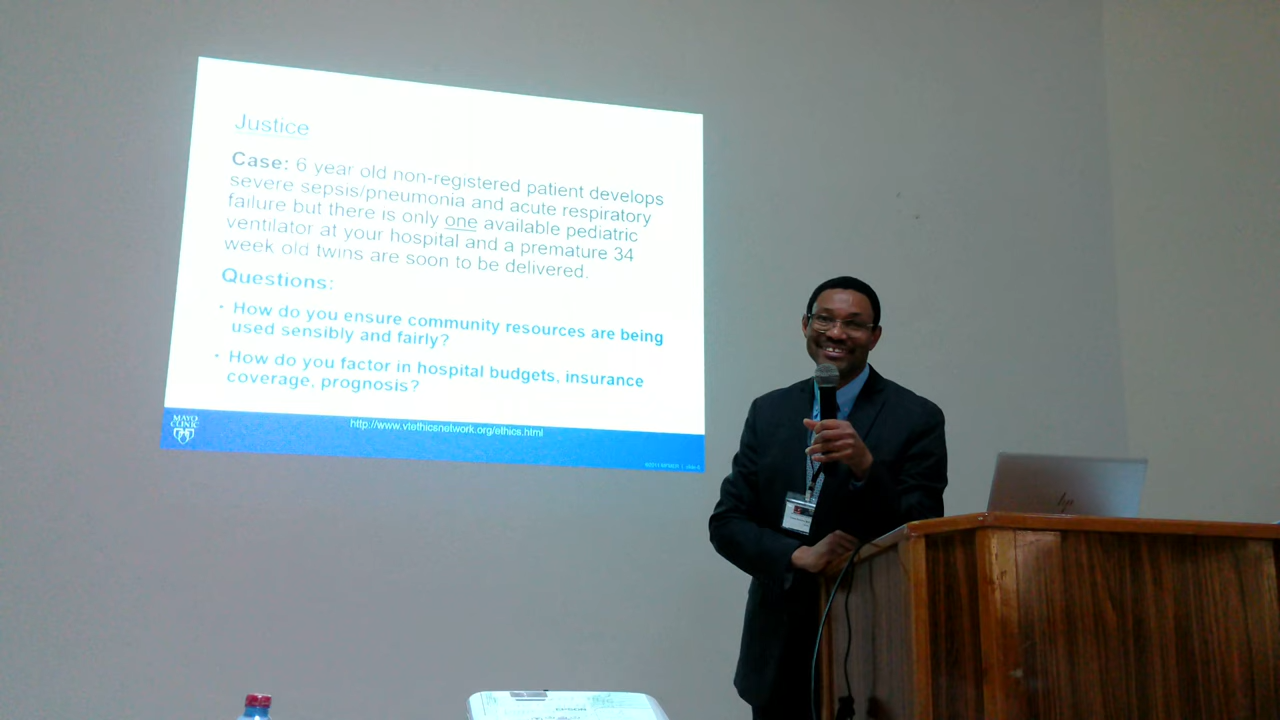 Justice
Case: 6 year old non-registered patient develops
severe sepsis/pneumonia and acute respiratory
failure but there is only one available pediatric
ventilator at your hospital and a premature 34
week old twins are soon to be delivered.
Questions:
• How do you ensure community resources are being
used sensibly and fairly?
• How do you factor in hospital budgets, insurance
coverage, prognosis?
MAYO
CLINIC
http://www.vtethicsnetwork.org/ethics.html
hp
EPSON